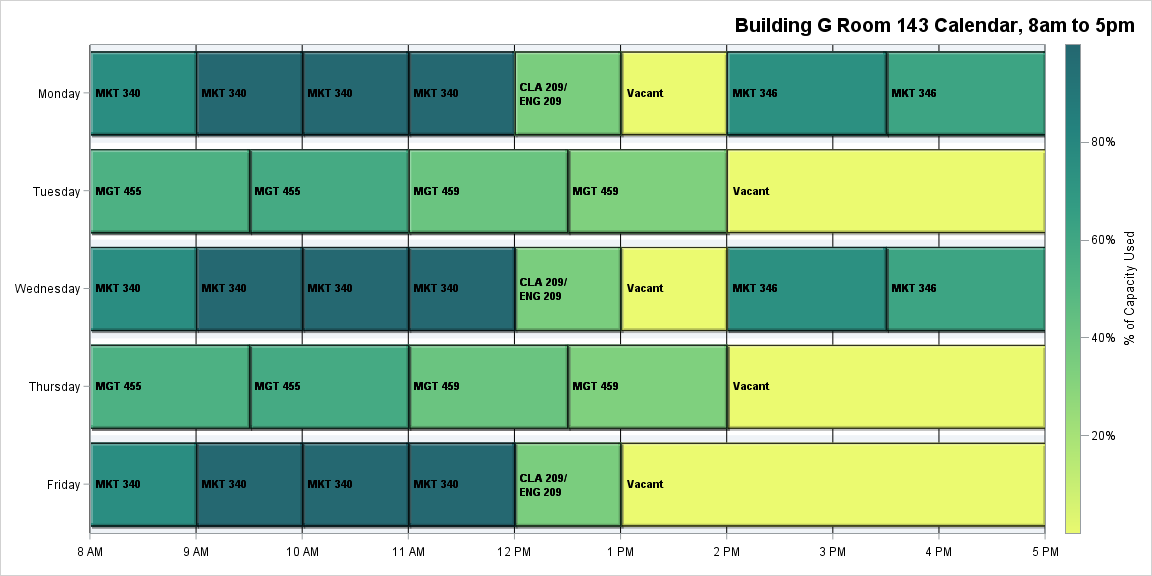 Building G Room 143 Calendar, 8am to 5pm
Monday
MKT 340
MKT 340
MKT 340
MKT 340
CLA 209/
ENG 209
Vacant
MKT 346
MKT 346
Tuesday
MGT 455
MGT 455
MGT 459
MGT 459
Vacant
Wednesday
MKT 340
MKT 340
MKT 340
MKT 340
CLA 209/
ENG 209
Vacant
MKT 346
MKT 346
Thursday
MGT 455
MGT 455
MGT 459
MGT 459
Vacant
Friday
MKT 340
MKT 340
MKT 340
MKT 340
CLA 209/
ENG 209
Vacant
8 AM
9 AM
10 AM
11 AM
12 PM
1 PM
2 PM
3 PM
4 PM
5 PM
80%
60%
40%
20%
% of Capacity Used